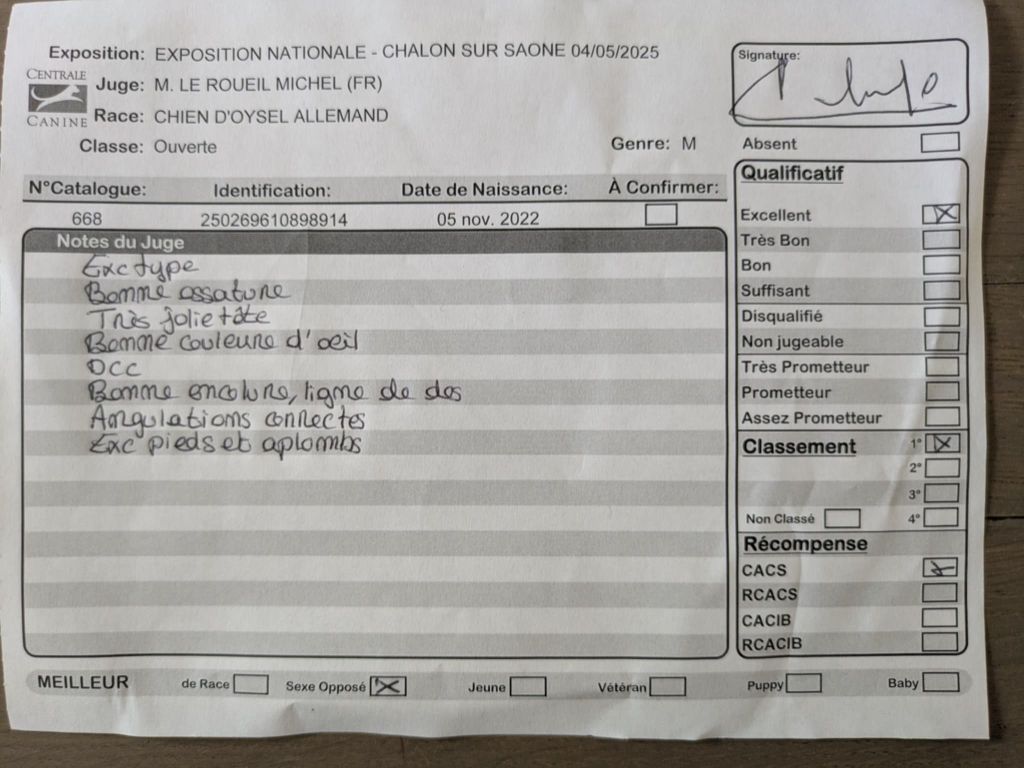 Exposition: EXPOSITION NATIONALE - CHALON SUR SAONE 04/05/2025
CENTRALE
CANINE
Juge: M. LE ROUEIL MICHEL (FR)
Race: CHIEN D'OYSEL ALLEMAND
Classe: Ouverte
Genre: M
Signature:
N°Catalogue: Identification: Date de Naissance: À Confirmer:
668 250269610898914 05 nov. 2022
Notes du Juge
Exc type
Bonne ossature
Très jolie tête
Bonne couleure d'oeil
DCC
Bonne encolure, ligne de dos
Angulations correctes
Exc pieds et aplombs
Absent
Qualificatif
Excellent
Très Bon
Bon
Suffisant
Disqualifié
Non jugeable
Très Prometteur
Prometteur
Assez Prometteur
Classement 1°
2°
3°
Non Classé 4°
Récompense
CACS
RCACS
CACIB
RCACIB
MEILLEUR de Race Sexe Opposé Jeune Vétéran Puppy Baby